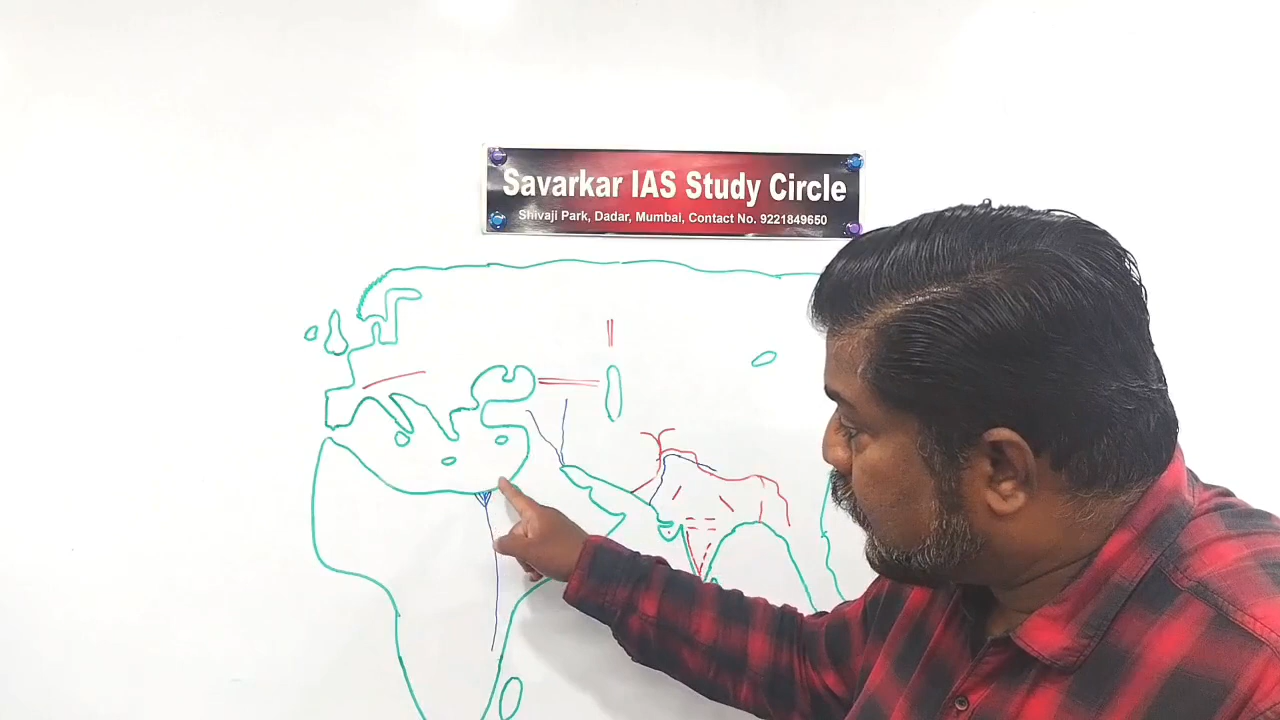 Savarkar IAS Study Circle
Shivaji Park, Dadar, Mumbai, Contact No. 9221849650